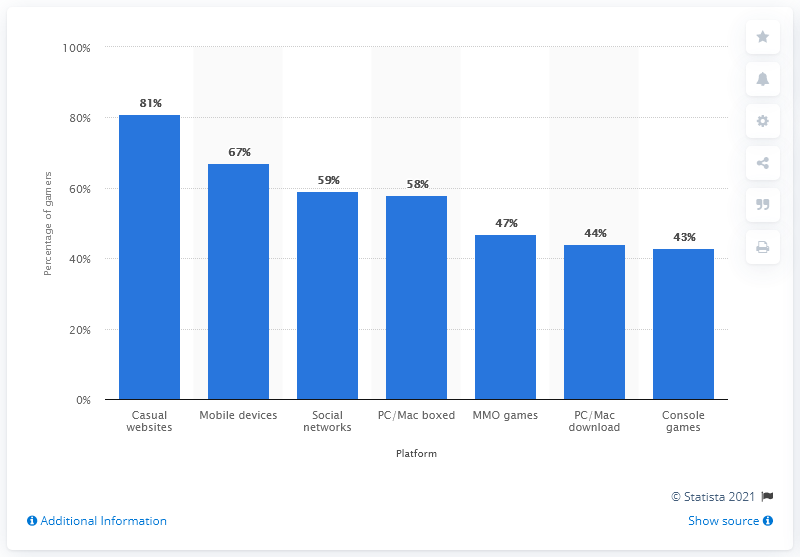 100%
80%
60%
40%
20%
0%
Percentage of gamers
81%
67%
59%
58%
47%
44%
43%
Casual websites
Mobile devices
Social networks
PC/Mac boxed
MMO games
PC/Mac download
Console games
Platform
© Statista 2021
Additional Information
Show source